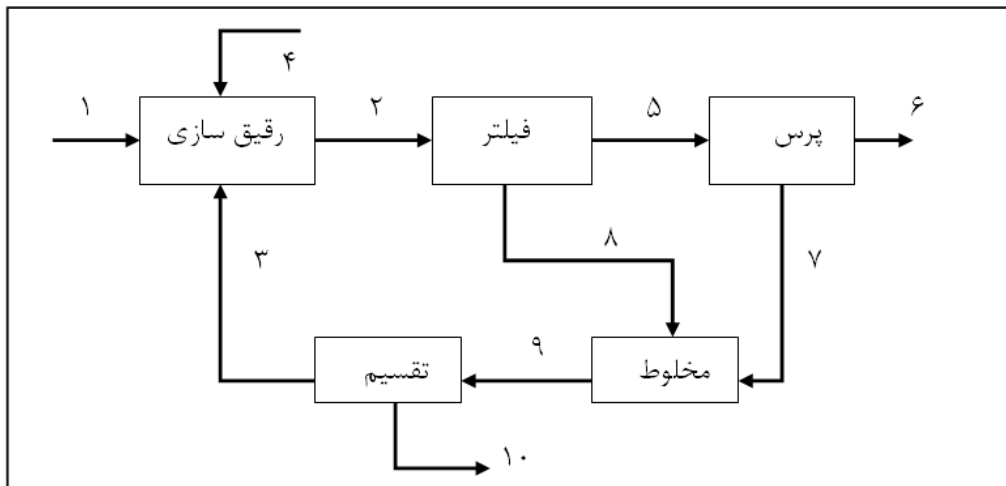 ۴
۱
رقیق سازی
۲
فیلتر
۵
پرس
۶
۳
۸
۷
تقسیم
۹
مخلوط
۱۰